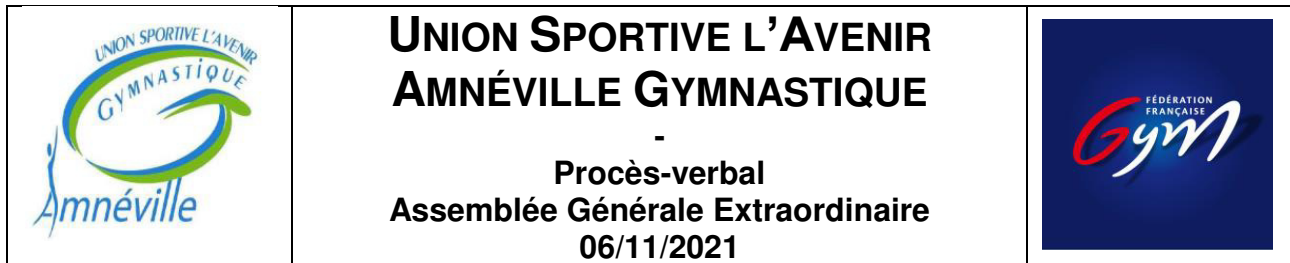 UNION SPORTIVE L'AVENIR
GYMNASTIQUE
Amnéville
UNION SPORTIVE L'AVENIR
AMNÉVILLE GYMNASTIQUE
-
Procès-verbal
Assemblée Générale Extraordinaire
06/11/2021
FÉDÉRATION
FRANÇAISE
Gym